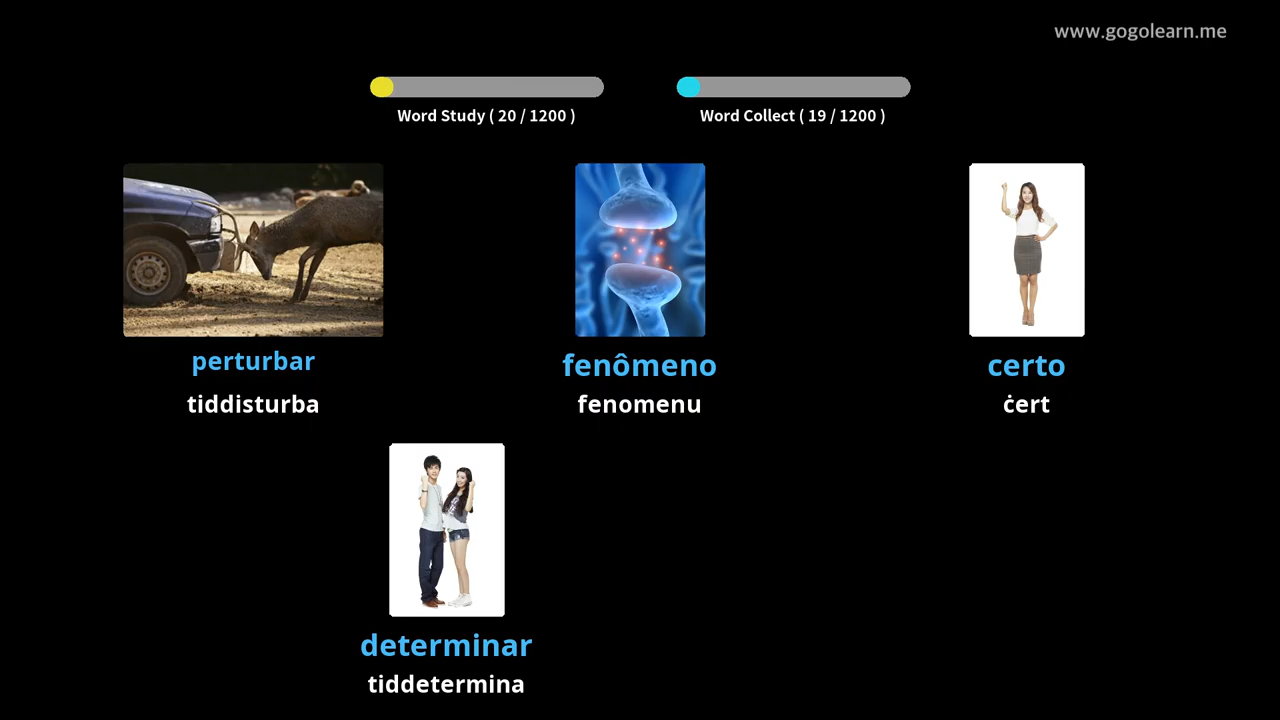 www.gogolearn.me
Word Study ( 20 / 1200 )
Word Collect ( 19 / 1200 )
perturbar
tiddisturba
fenômeno
fenomenu
certo
ċert
determinar
tiddetermina